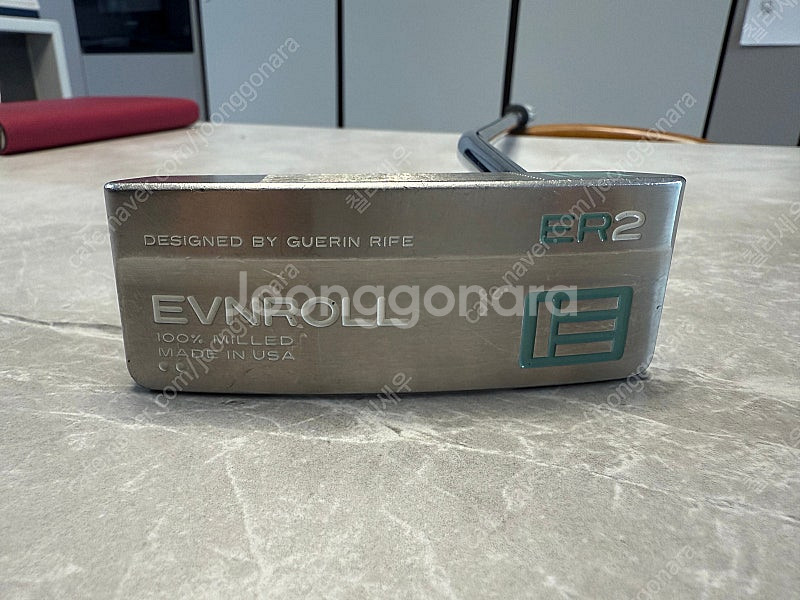 DESIGNED BY GUERIN RIFE
ER2
EVNROLL
100% MILLED
MADE IN USA
E
Joonggonara